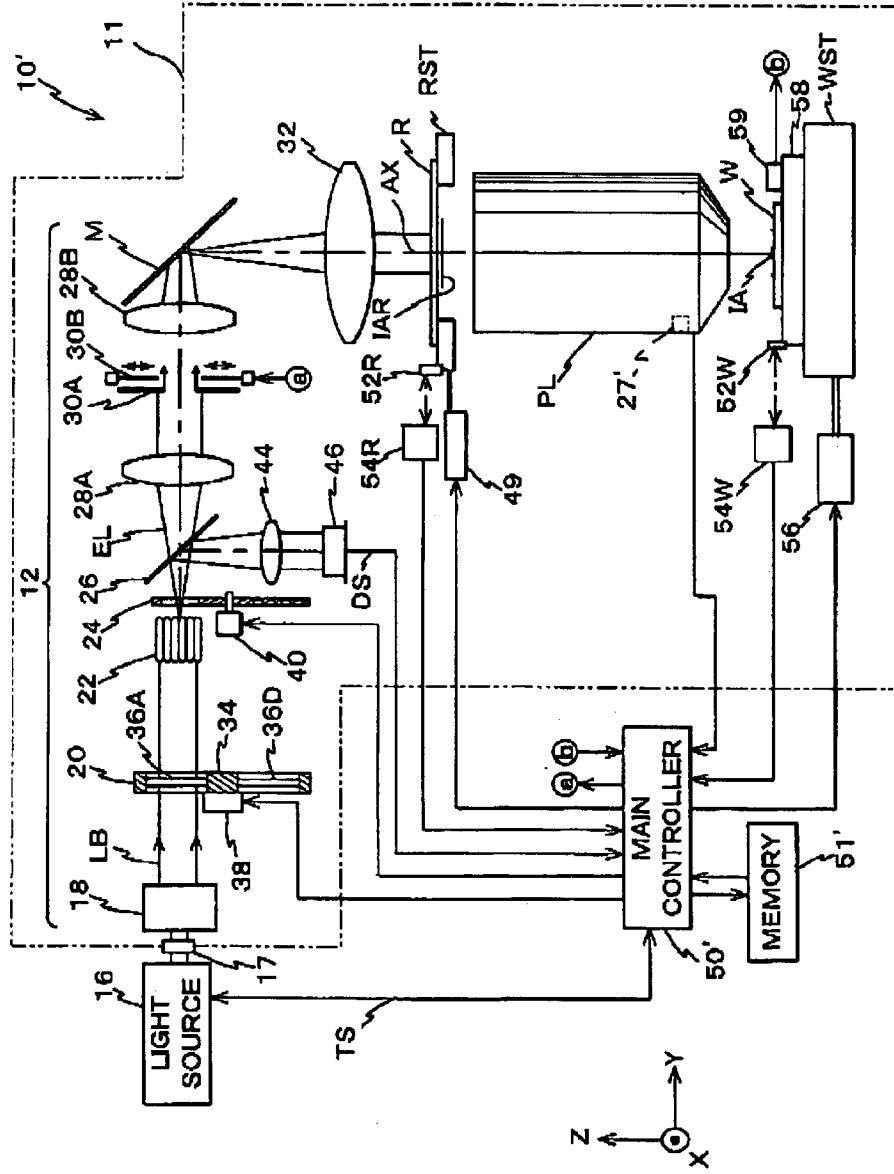 10'
11
12
M
28B
30B
30A
28A
EL
26
24
22
36A
20
LB
18
16
LIGHT
SOURCE
17
38
34
36D
40
44
46
DS
a
32
RST
R
AX
IAR
52R
54R
49
PL
27'
W
59
b
58
WST
IA
52W
54W
56
a
b
MAIN
CONTROLLER
50'
MEMORY
51'
TS
Z
Y
X